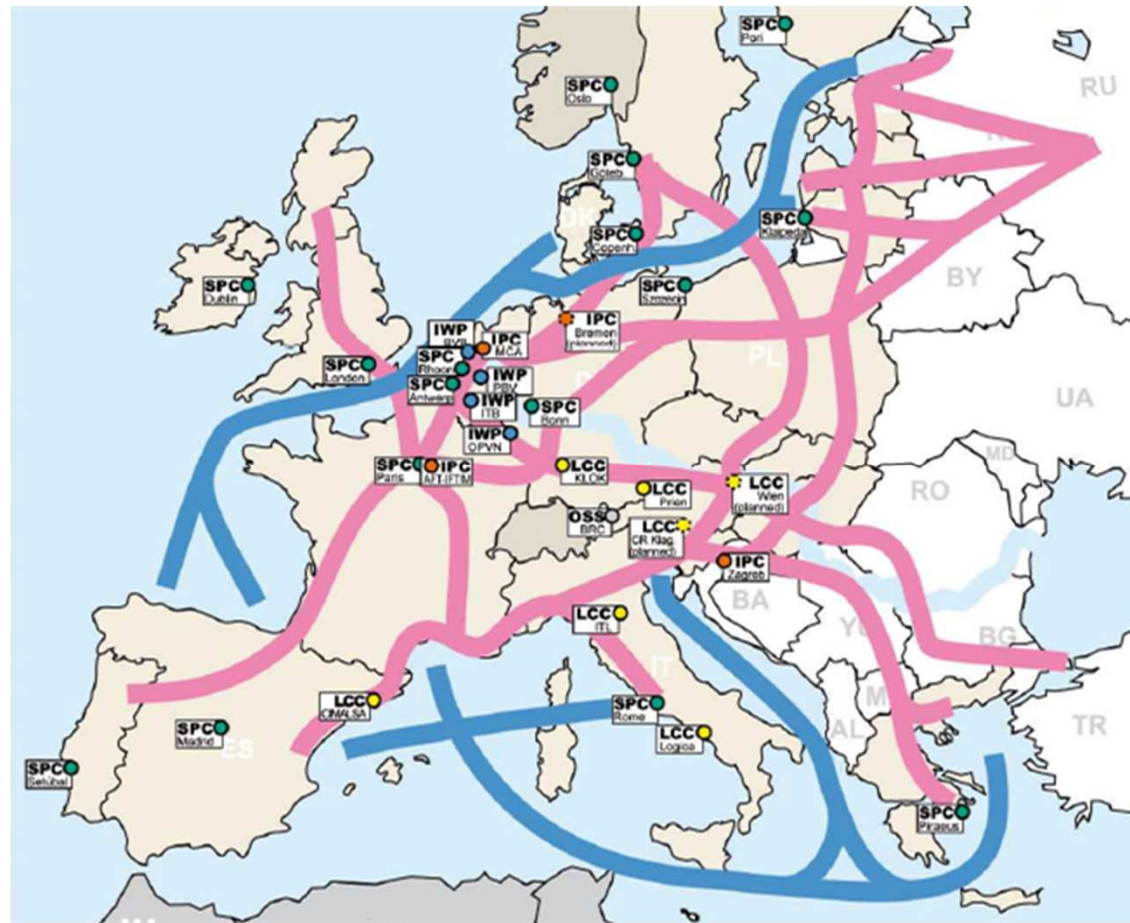 SPC
Pori
RU
SPC
Oslo
SPC
Goteb.
DK
SPC
Copenh.
SPC
Klaipeda
BY
SPC
Dublin
SPC
IPC
Bremen
(planned)
IWP
IPC
MCA
SPC
Rhoon
SPC
London
SPC
Antwerp
IWP
PBV
IWP
ITB
SPC
Bonn
PL
UA
IWP
OPVN
SPC
Paris
IPC
AFT-IFTIM
LCC
KLOK
LCC
Prien
LCC
Wien
(planned)
MD
RO
OSS
BRC
LCC
CR Klag.
(planned)
IPC
Zagreb
BA
LCC
ITL
BG
IT
LCC
CIMALSA
SPC
Rome
SPC
Madrid
ES
LCC
Logica
AL
TR
SPC
Setúbal
SPC
Piraeus